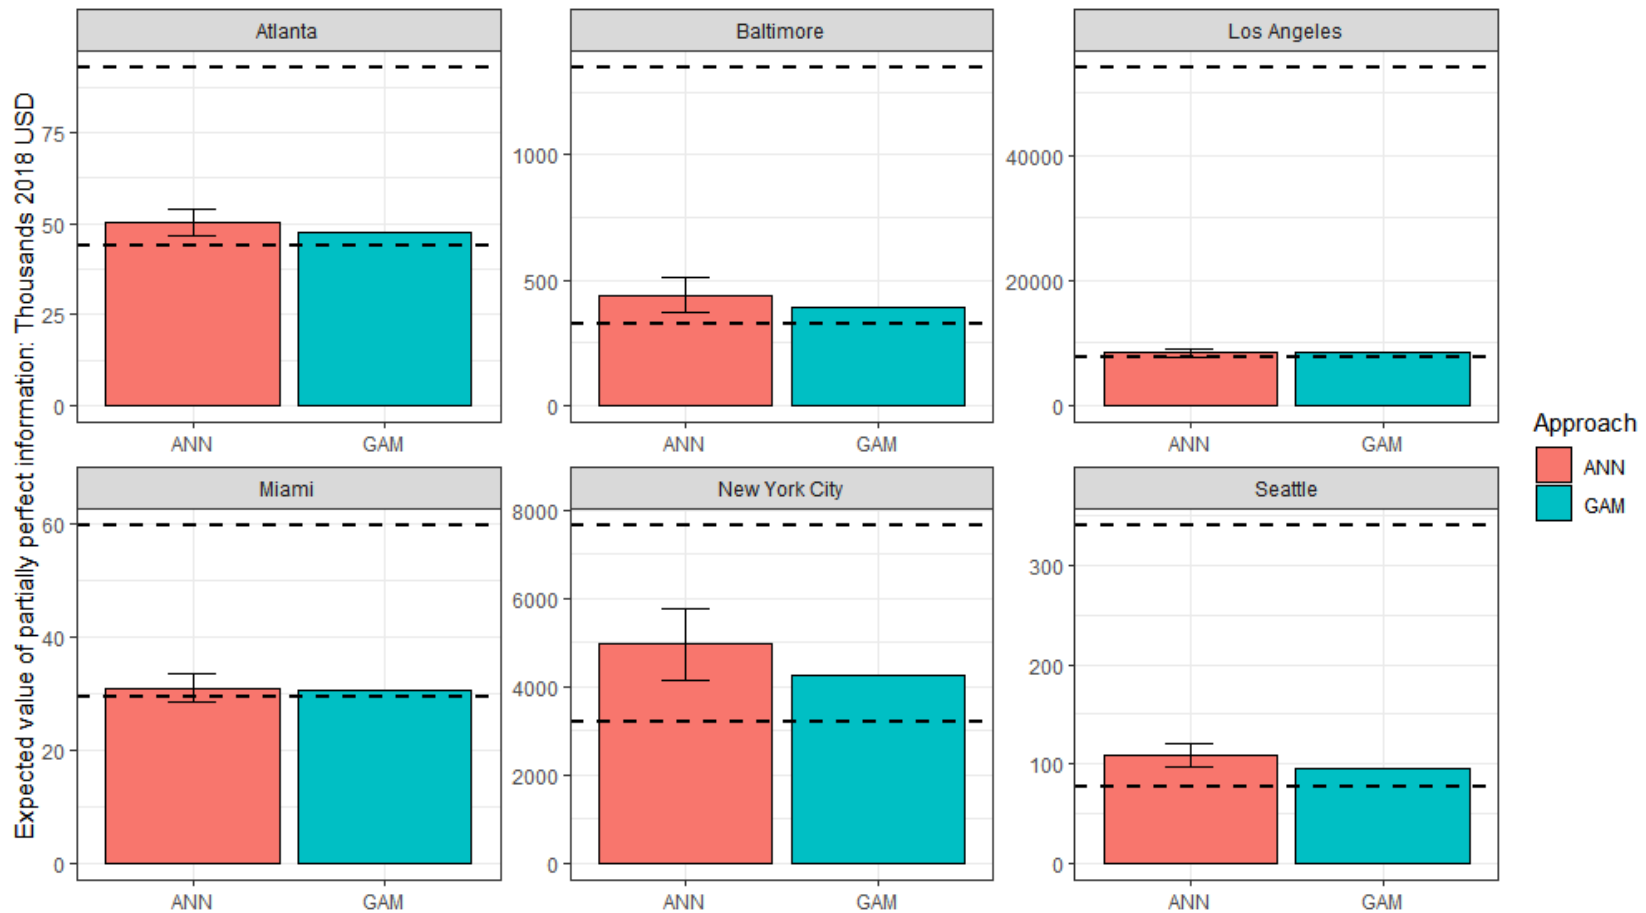 Expected value of partially perfect information: Thousands 2018 USD
Atlanta
75
50
25
0
ANN
GAM
Baltimore
1000
500
0
ANN
GAM
Los Angeles
40000
20000
0
ANN
GAM
Miami
60
40
20
0
ANN
GAM
New York City
8000
6000
4000
2000
0
ANN
GAM
Seattle
300
200
100
0
ANN
GAM
Approach
ANN
GAM